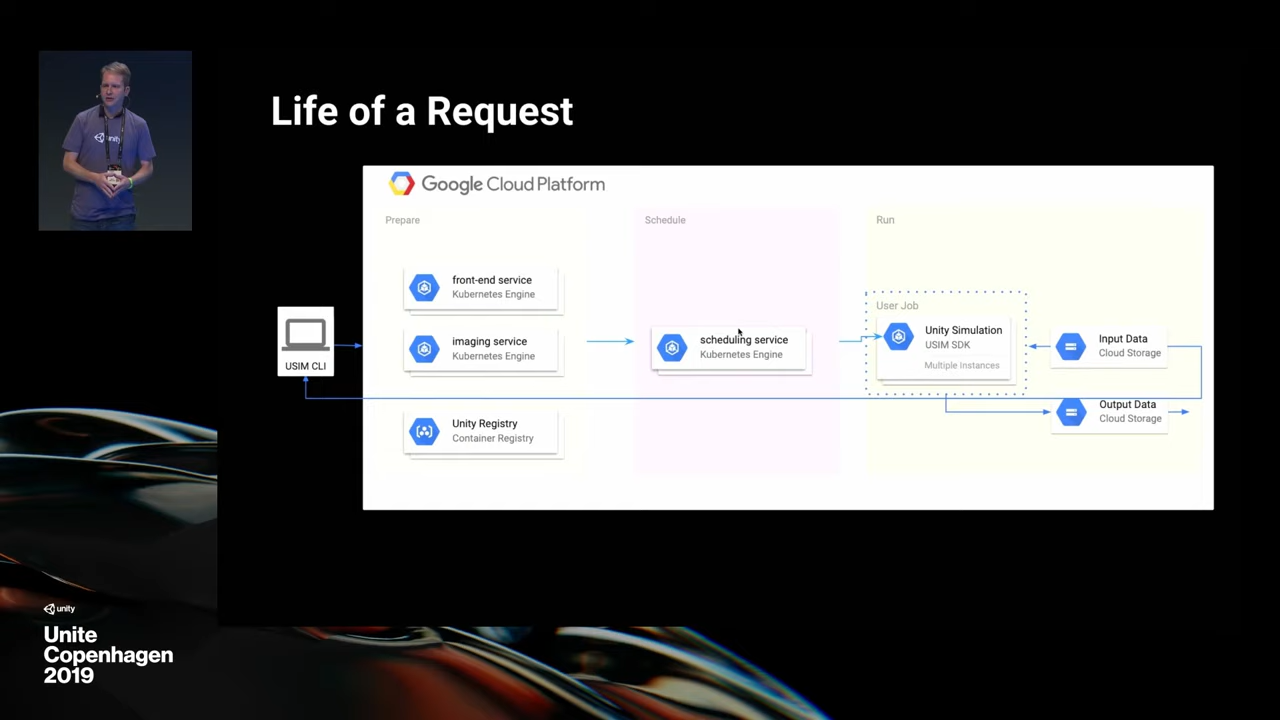 Life of a Request
Google Cloud Platform
Prepare
Schedule
Run
front-end service
Kubernetes Engine
imaging service
Kubernetes Engine
Unity Registry
Container Registry
USIM CLI
scheduling service
Kubernetes Engine
User Job
Unity Simulation
USIM SDK
Multiple Instances
Input Data
Cloud Storage
Output Data
Cloud Storage
unity
unity
Unite
Copenhagen
2019